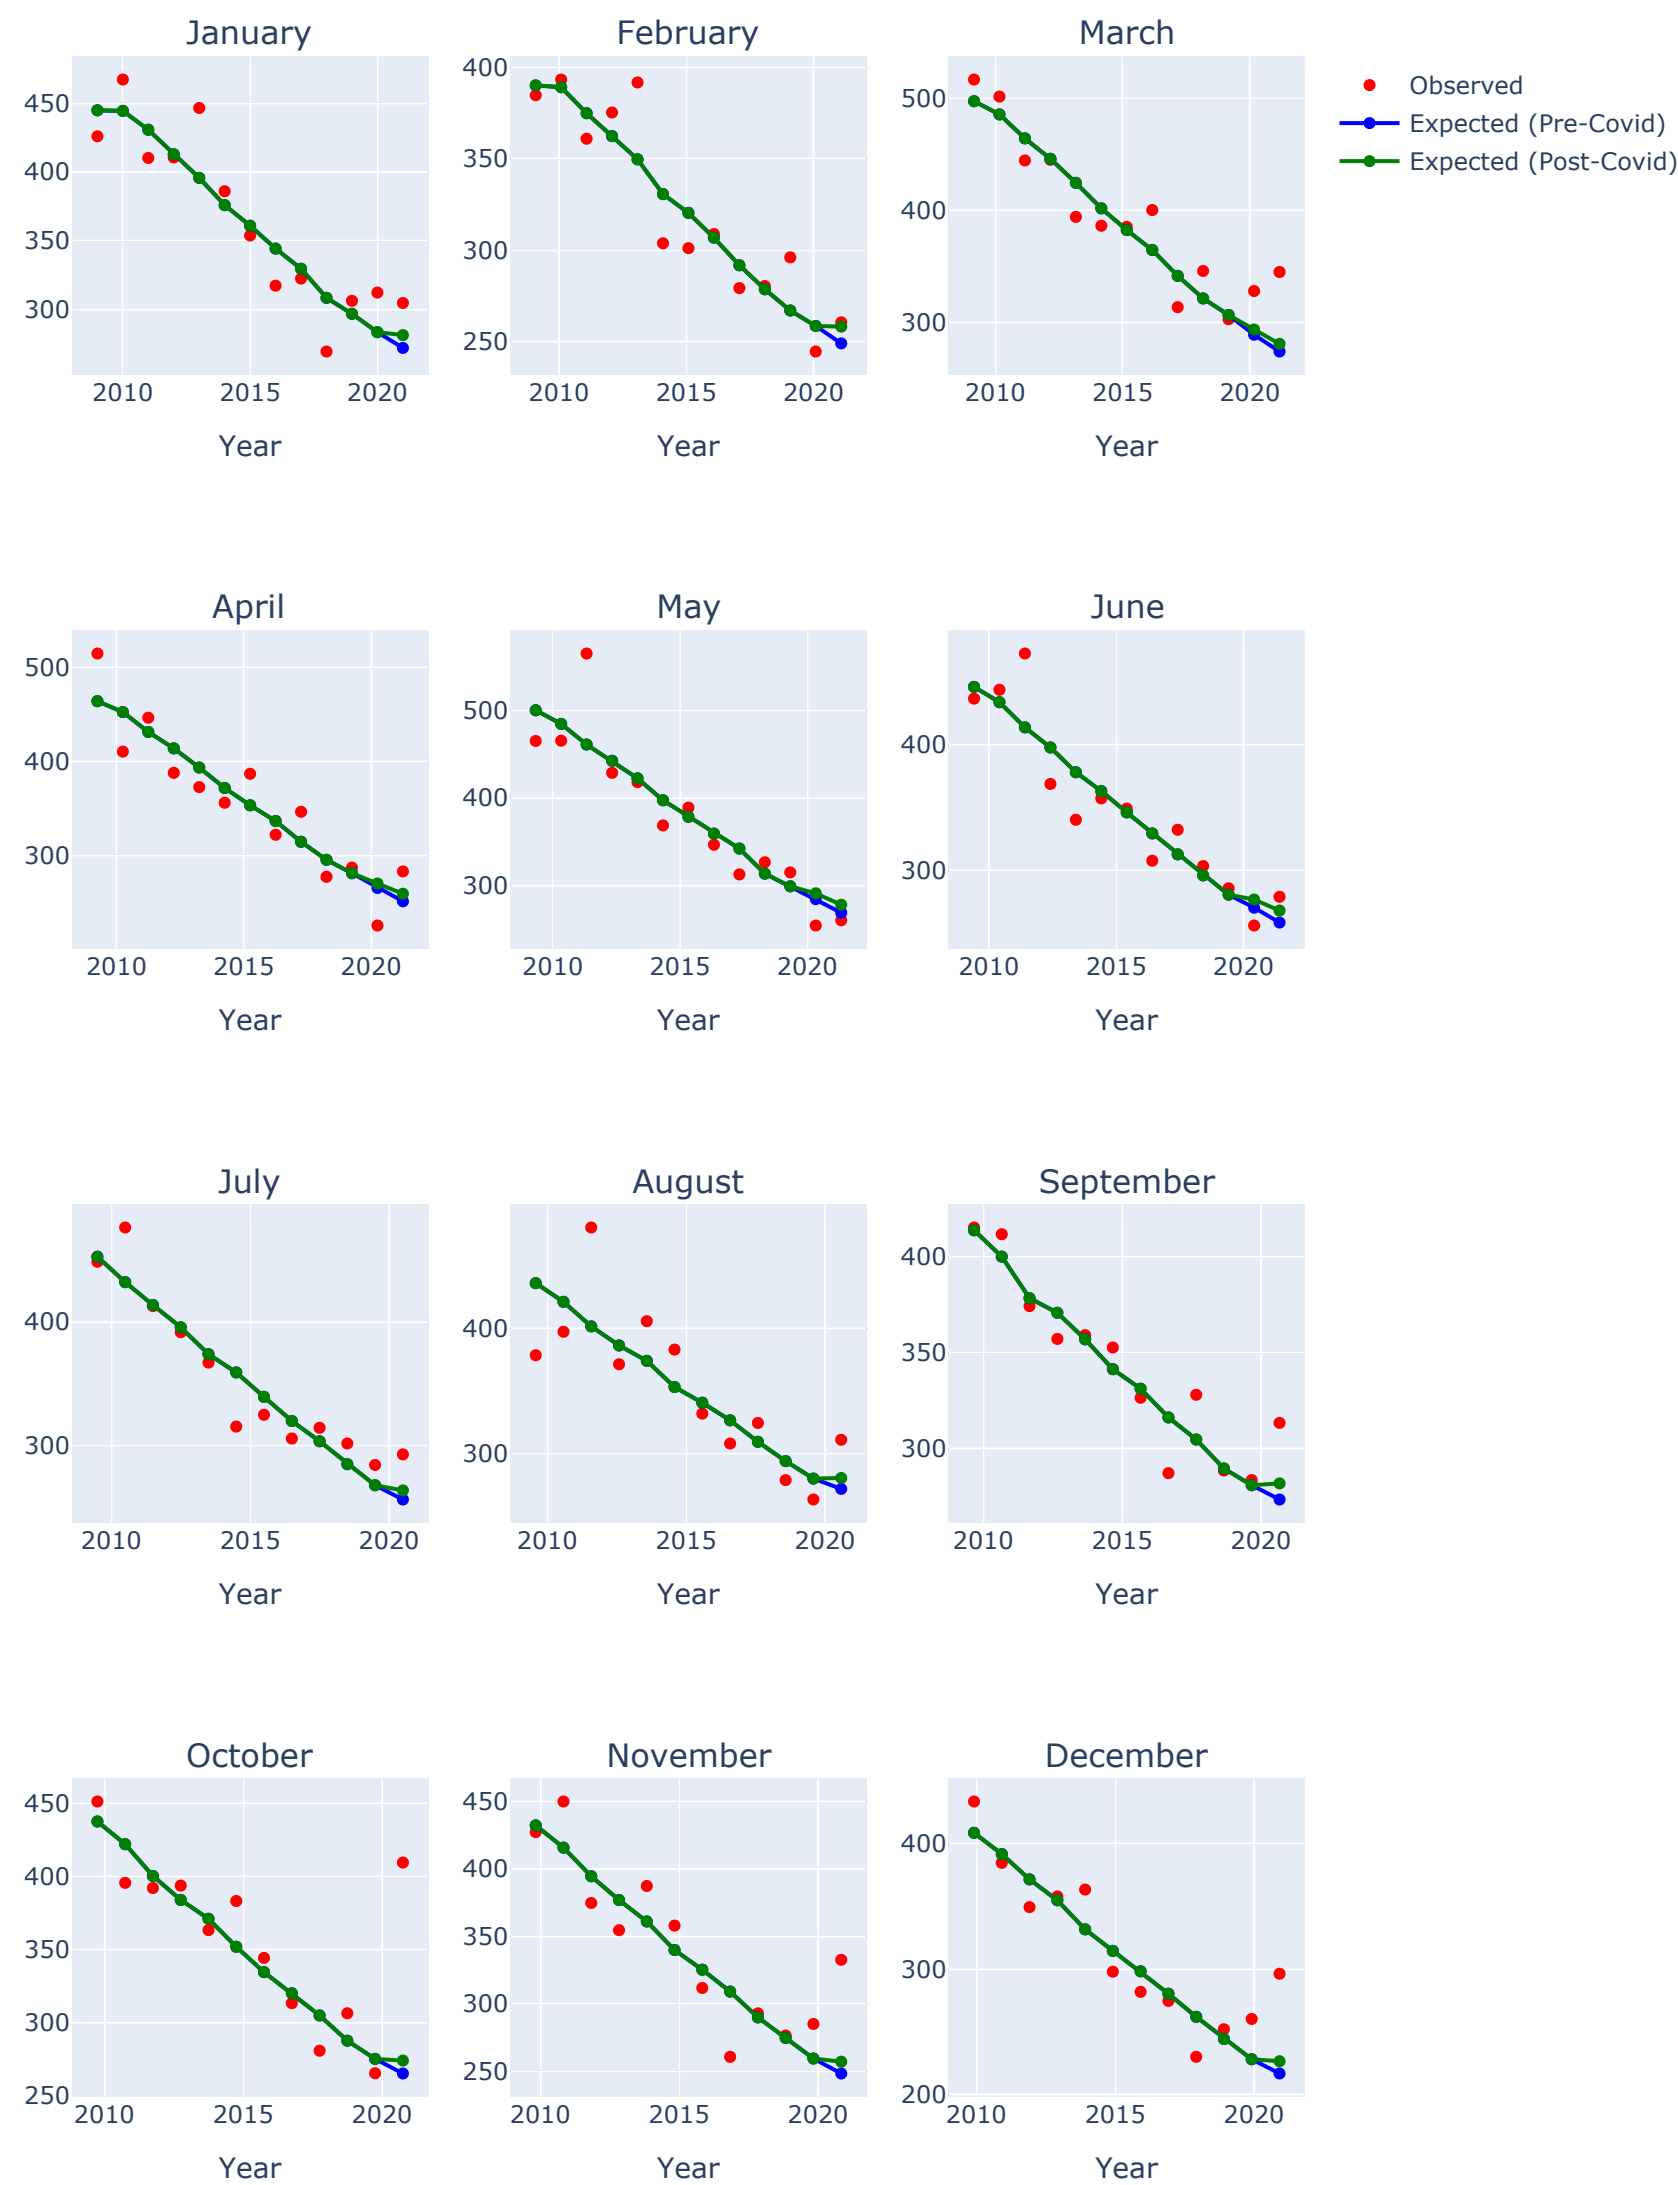 January February March
450
400
350
300
2010 2015 2020
Year
400
350
300
250
2010 2015 2020
Year
500
400
300
2010 2015 2020
Year
Observed
Expected (Pre-Covid)
Expected (Post-Covid)
April May June
500
400
300
2010 2015 2020
Year
500
400
300
2010 2015 2020
Year
400
300
2010 2015 2020
Year
July August September
400
300
2010 2015 2020
Year
400
300
2010 2015 2020
Year
400
350
300
2010 2015 2020
Year
October November December
450
400
350
300
250
2010 2015 2020
Year
450
400
350
300
250
2010 2015 2020
Year
400
300
200
2010 2015 2020
Year